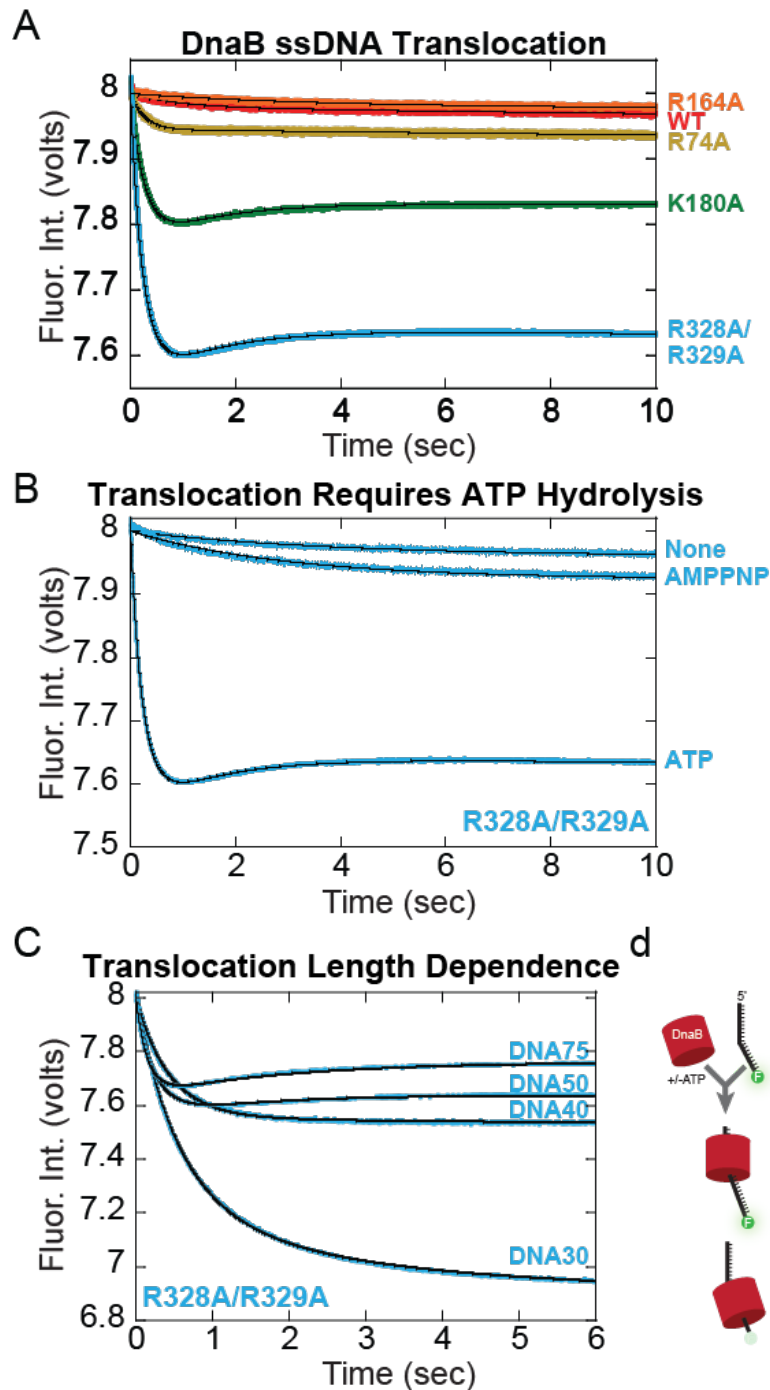 A
DnaB ssDNA Translocation
Fluor. Int. (volts)
8
7.9
7.8
7.7
7.6
R164A
WT
R74A
K180A
R328A/
R329A
0
2
4
6
8
10
Time (sec)
B
Translocation Requires ATP Hydrolysis
Fluor. Int. (volts)
8
7.9
7.8
7.7
7.6
7.5
None
AMPPNP
ATP
R328A/R329A
0
2
4
6
8
10
Time (sec)
C
Translocation Length Dependence
Fluor. Int. (volts)
8
7.8
7.6
7.4
7.2
7
6.8
DNA75
DNA50
DNA40
DNA30
R328A/R329A
0
1
2
3
4
5
6
Time (sec)
d
5'
DnaB
+/-ATP
F
F